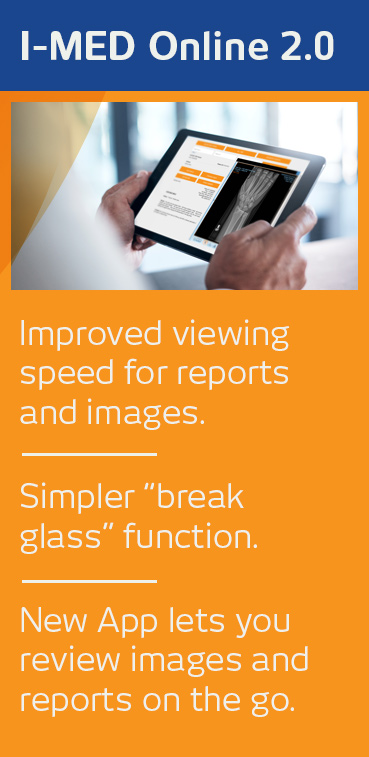 I-MED Online 2.0
Improved viewing
speed for reports
and images.
Simpler “break
glass” function.
New App lets you
review images and
reports on the go.